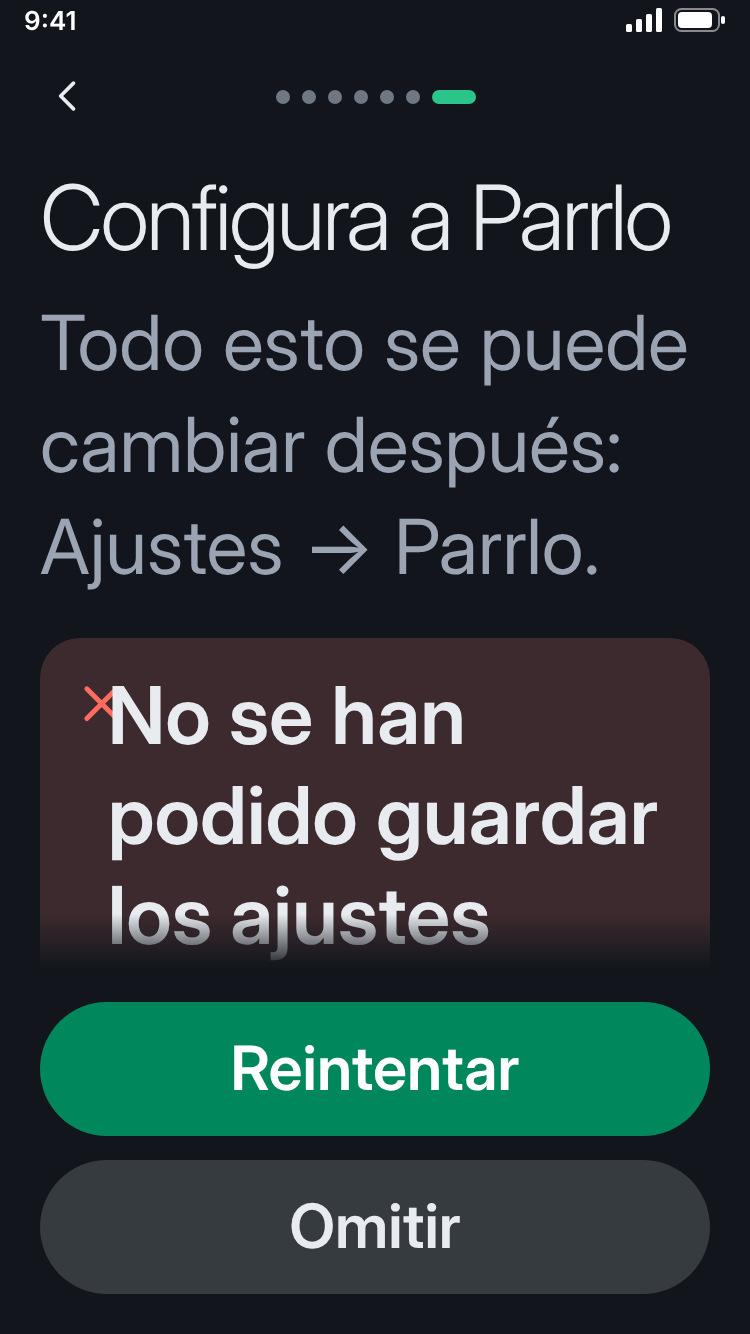 9:41
Configura a Parrlo
Todo esto se puede
cambiar después:
Ajustes → Parrlo.
No se han
podido guardar
los ajustes
Reintentar
Omitir